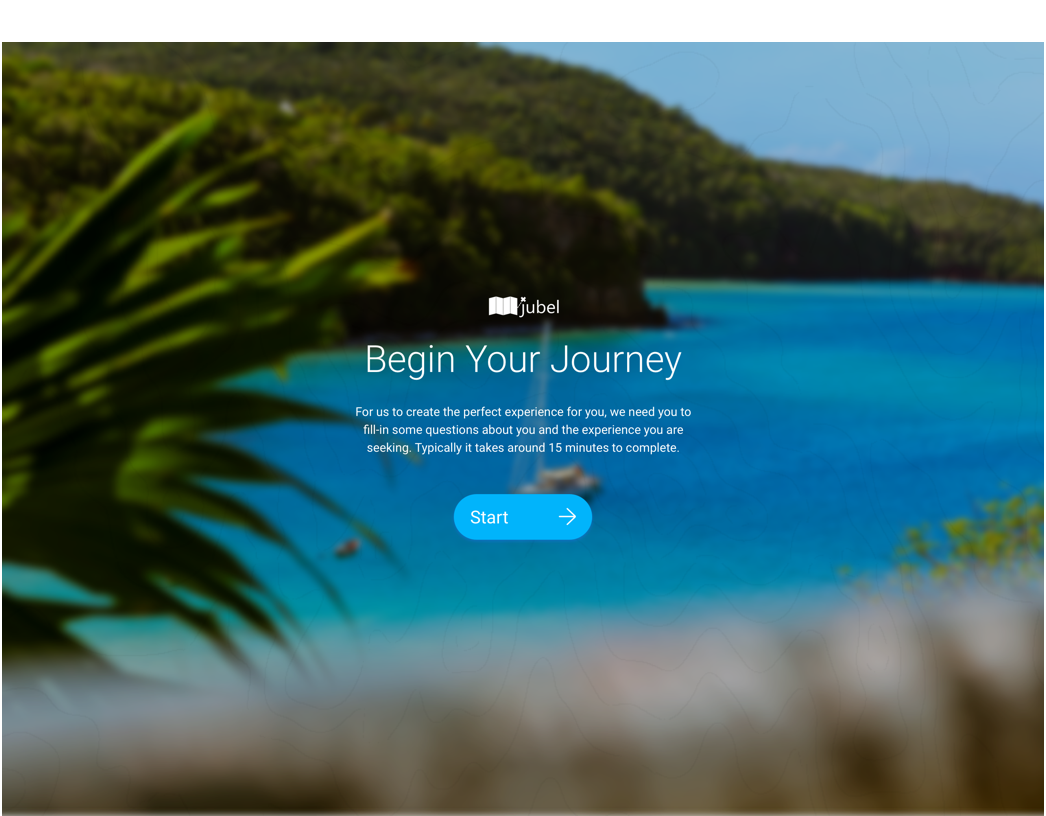 jubel
Begin Your Journey
For us to create the perfect experience for you, we need you to
fill-in some questions about you and the experience you are
seeking. Typically it takes around 15 minutes to complete.
Start